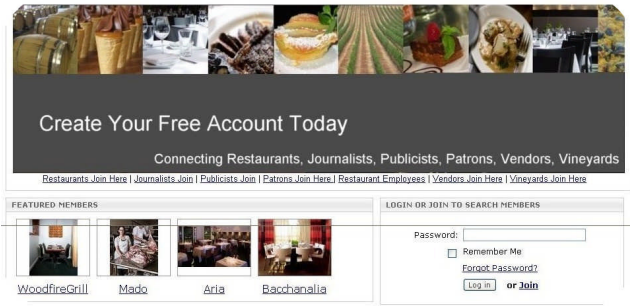 Create Your Free Account Today
Connecting Restaurants, Journalists, Publicists, Patrons, Vendors, Vineyards
Restaurants Join Here | Journalists Join | Publicists Join | Patrons Join Here | Restaurant Employees | Vendors Join Here | Vineyards Join Here
FEATURED MEMBERS
WoodfireGrill Mado Aria Bacchanalia
LOGIN OR JOIN TO SEARCH MEMBERS
Password:
Remember Me
Forgot Password?
Log in or Join